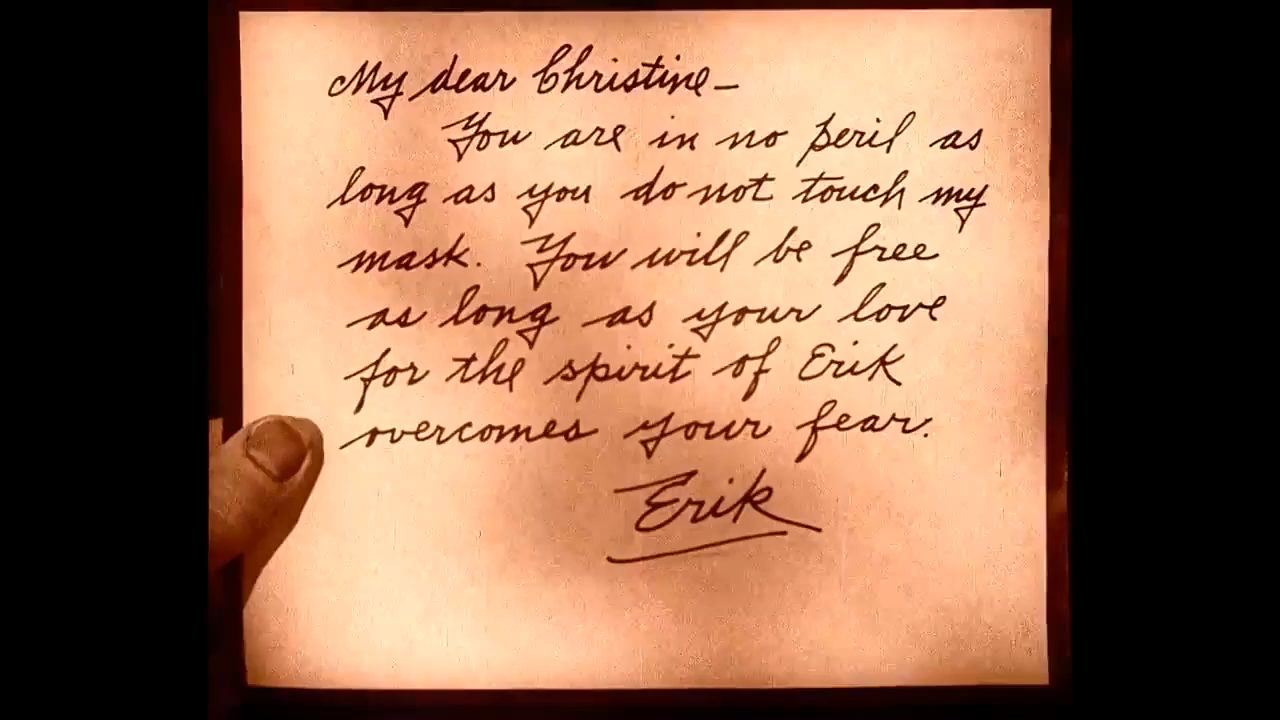 My dear Christine—
You are in no peril as
long as you do not touch my
mask. You will be free
as long as your love
for the spirit of Erik
overcomes your fear.
Erik